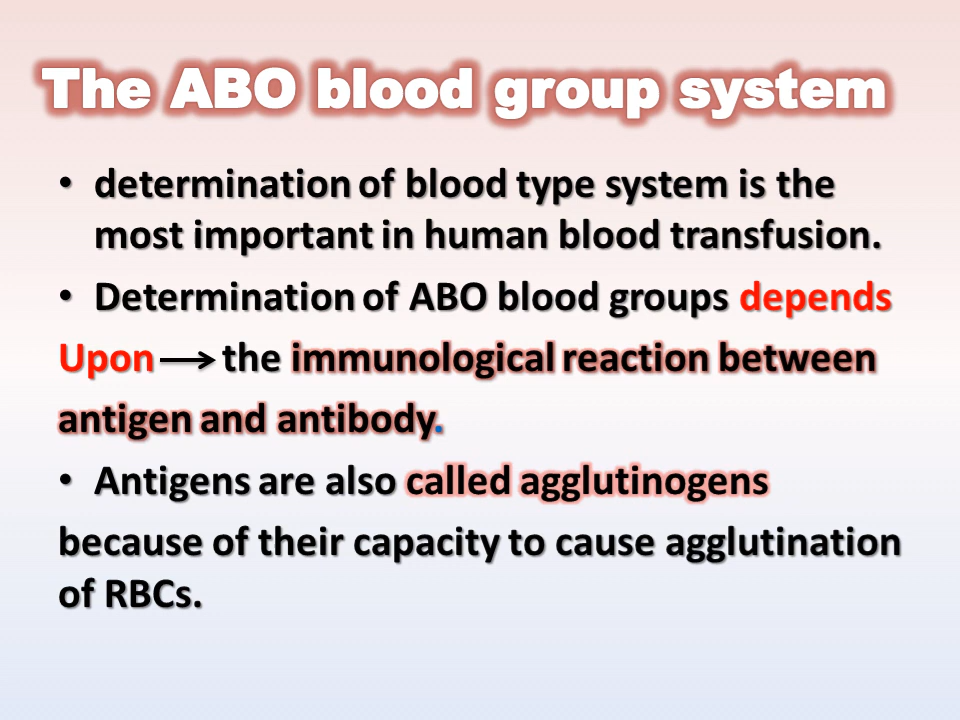 The ABO blood group system
• determination of blood type system is the
most important in human blood transfusion.
• Determination of ABO blood groups depends
Upon → the immunological reaction between
antigen and antibody.
• Antigens are also called agglutinogens
because of their capacity to cause agglutination
of RBCs.